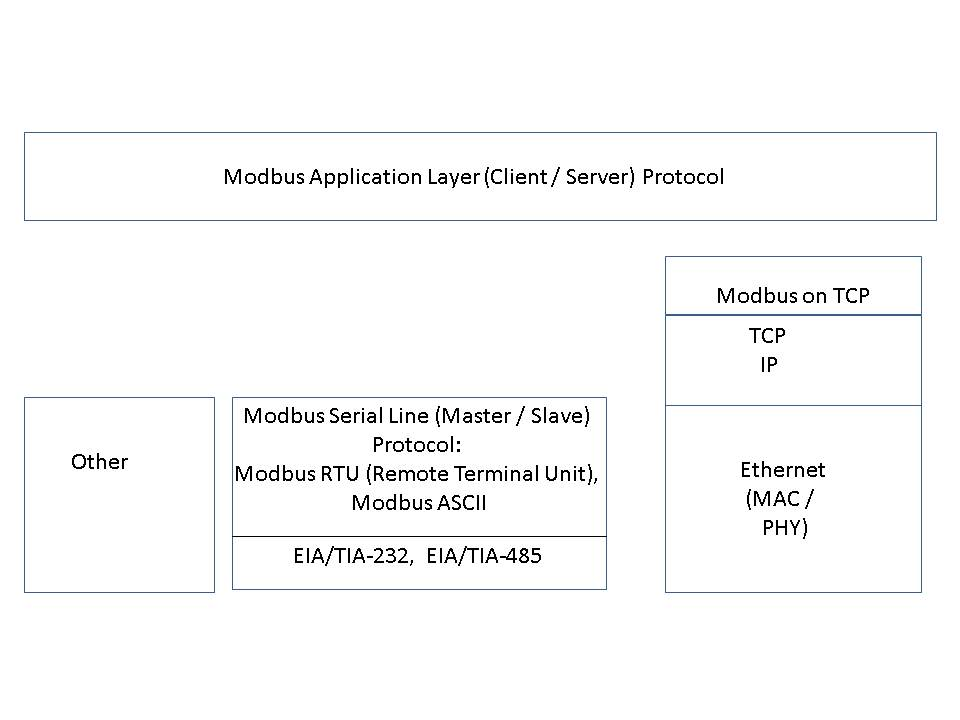 Modbus Application Layer (Client / Server) Protocol
Modbus on TCP
TCP
IP
Other
Modbus Serial Line (Master / Slave)
Protocol:
Modbus RTU (Remote Terminal Unit),
Modbus ASCII
EIA/TIA-232, EIA/TIA-485
Ethernet
(MAC /
PHY)